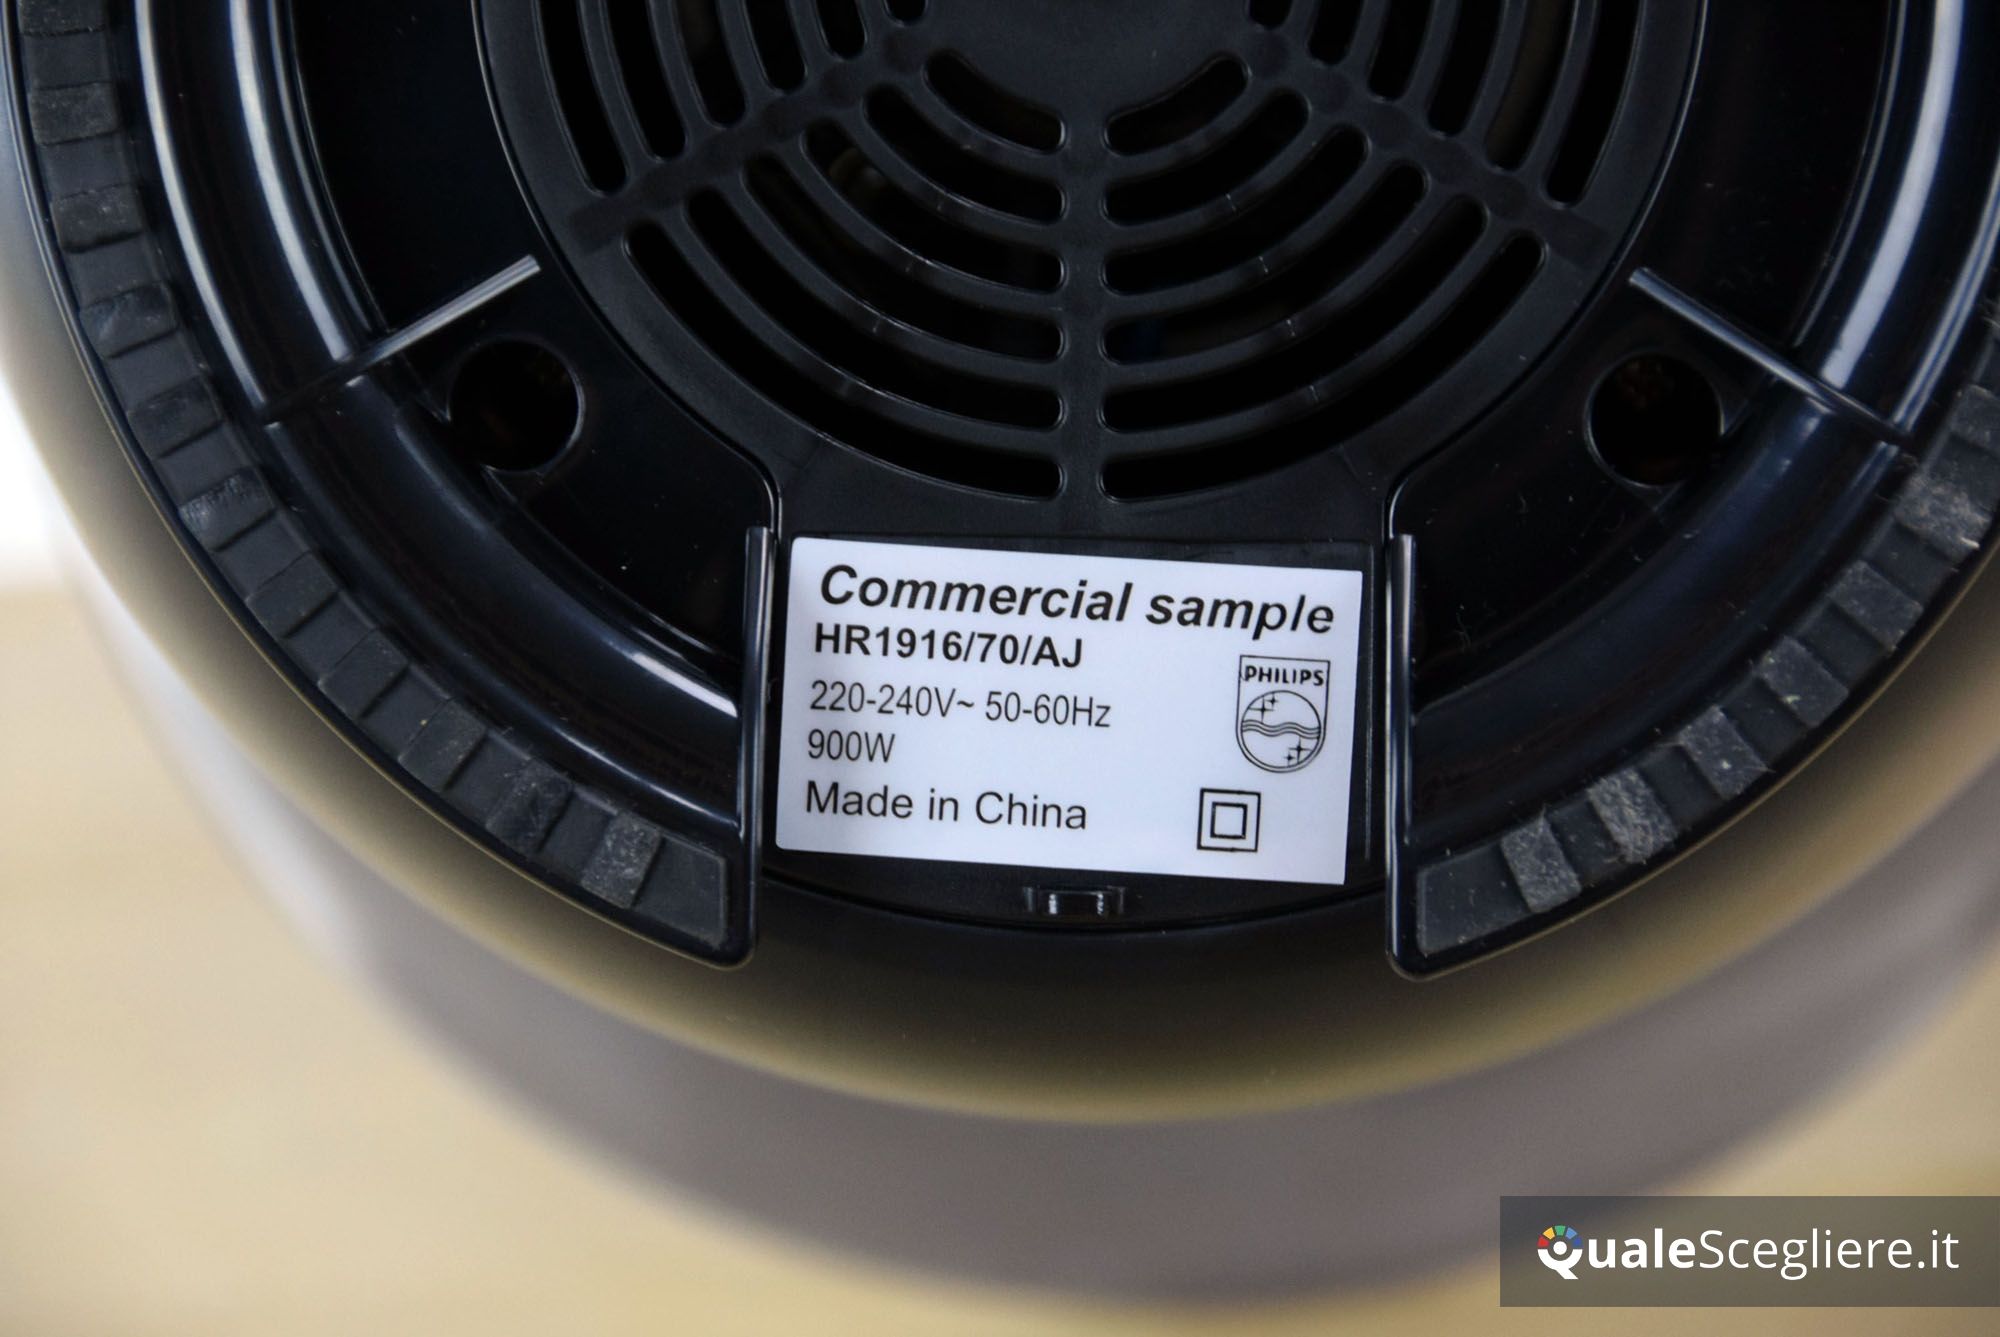 Commercial sample
HR1916/70/AJ
PHILIPS
220-240V~ 50-60Hz
900W
Made in China
QualeScegliere.it